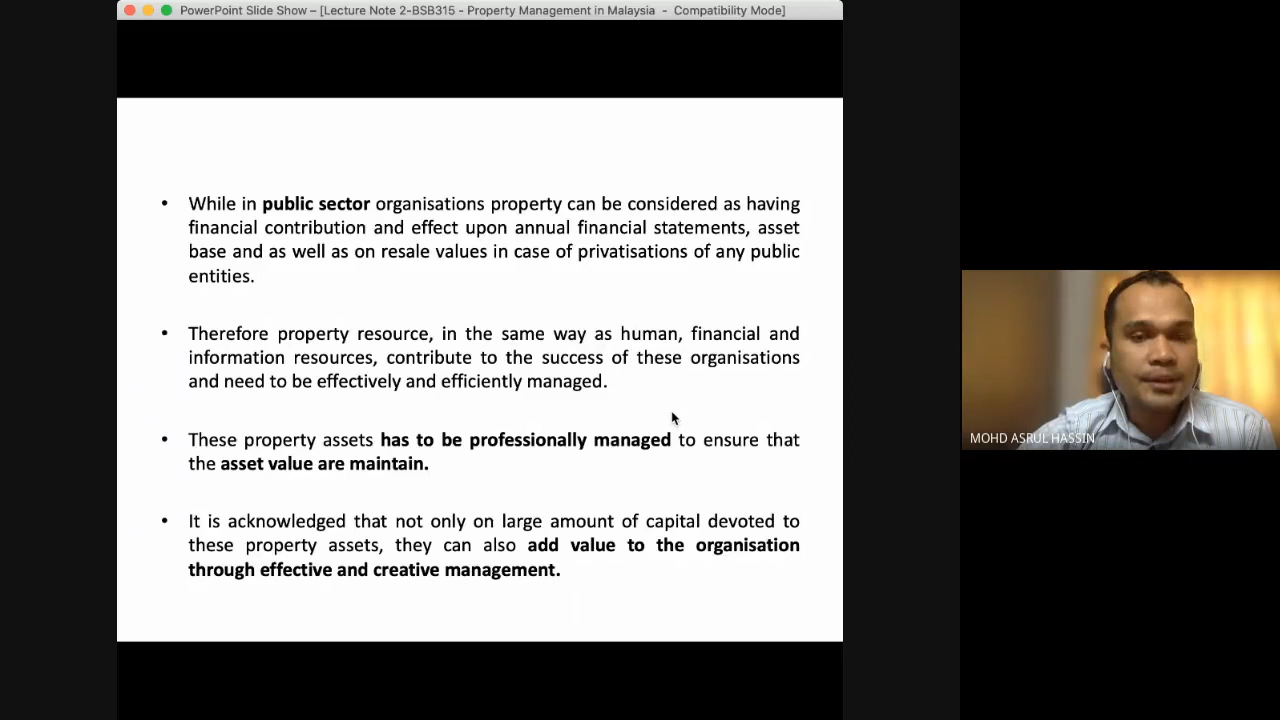 PowerPoint Slide Show – [Lecture Note 2-BSB315 - Property Management in Malaysia - Compatibility Mode]
• While in public sector organisations property can be considered as having
financial contribution and effect upon annual financial statements, asset
base and as well as on resale values in case of privatisations of any public
entities.
• Therefore property resource, in the same way as human, financial and
information resources, contribute to the success of these organisations
and need to be effectively and efficiently managed.
• These property assets has to be professionally managed to ensure that
the asset value are maintain.
• It is acknowledged that not only on large amount of capital devoted to
these property assets, they can also add value to the organisation
through effective and creative management.
MOHD ASRUL HASSIN